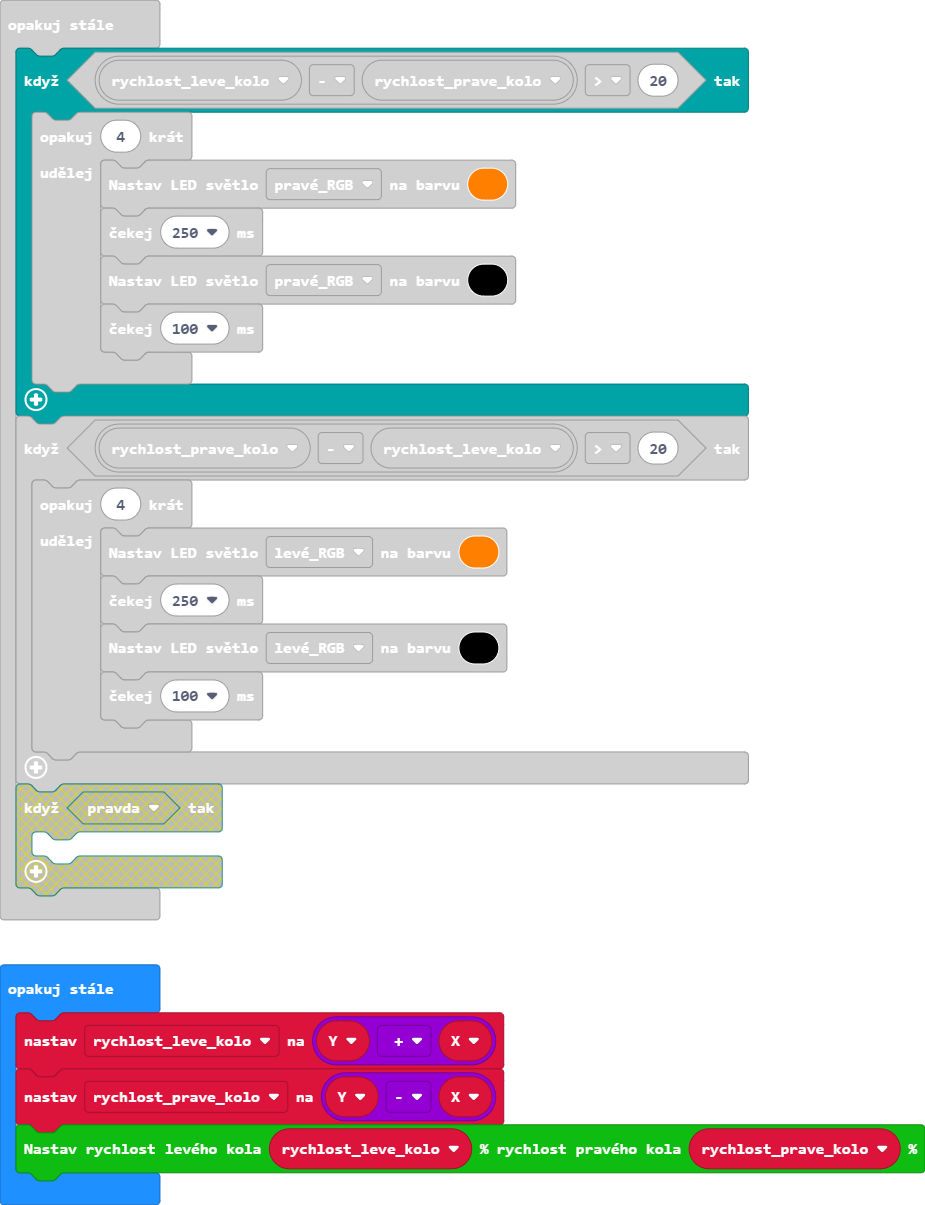 opakuj stále
když rychlost_leve_kolo - rychlost_prave_kolo > 20 tak
opakuj 4 krát
udělej
Nastav LED světlo pravé_RGB na barvu
čekej 250 ms
Nastav LED světlo pravé_RGB na barvu
čekej 100 ms
když rychlost_prave_kolo - rychlost_leve_kolo > 20 tak
opakuj 4 krát
udělej
Nastav LED světlo levé_RGB na barvu
čekej 250 ms
Nastav LED světlo levé_RGB na barvu
čekej 100 ms
když pravda tak
opakuj stále
nastav rychlost_leve_kolo na Y + X
nastav rychlost_prave_kolo na Y - X
Nastav rychlost levého kola rychlost_leve_kolo % rychlost pravého kola rychlost_prave_kolo %